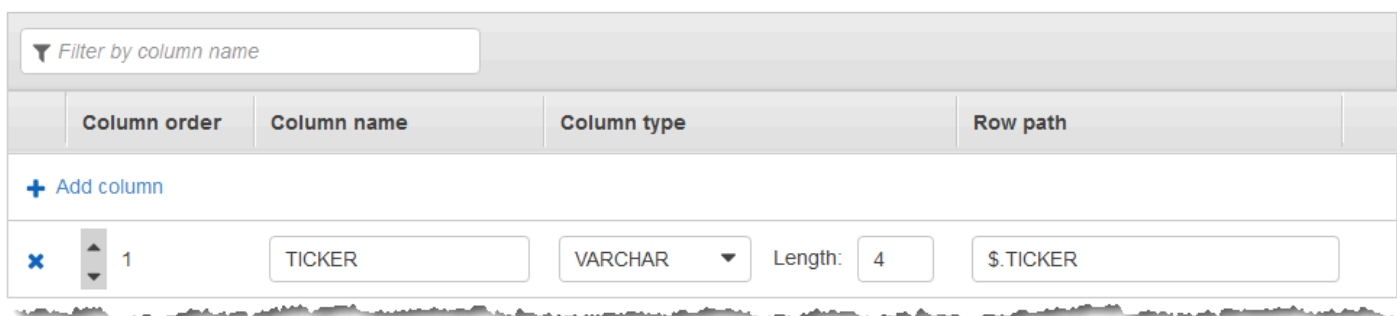 Filter by column name
Column order Column name Column type Row path
Add column
1 TICKER VARCHAR Length: 4 $.TICKER